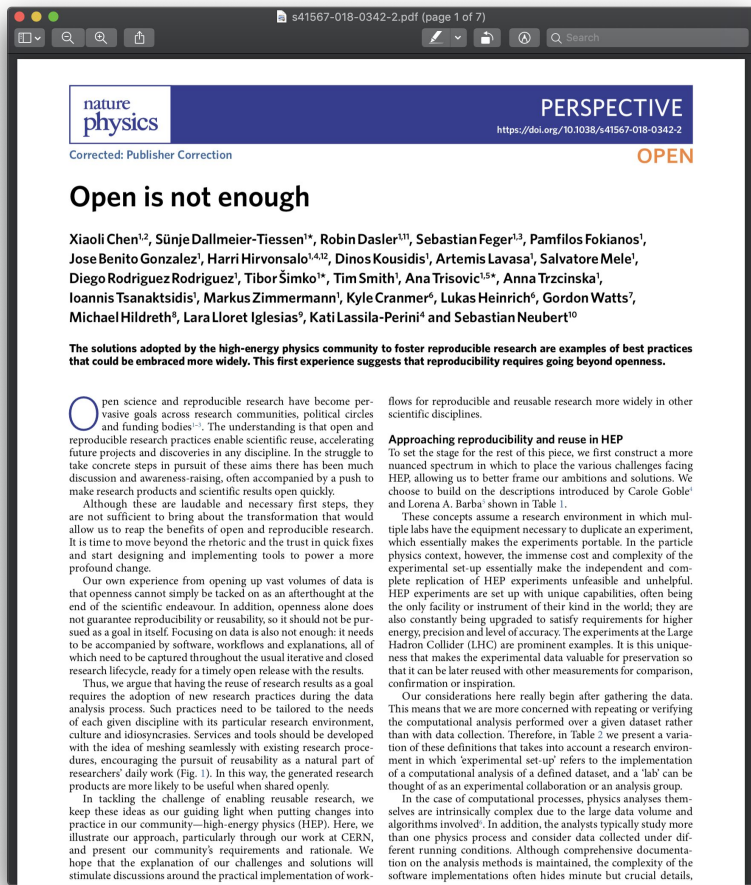 s41567-018-0342-2.pdf (page 1 of 7)
Search
nature
physics
PERSPECTIVE
https://doi.org/10.1038/s41567-018-0342-2
Corrected: Publisher Correction
OPEN
Open is not enough
Xiaoli Chen1,2, Sünje Dallmeier-Tiessen1*, Robin Dasler1,11, Sebastian Feger1,3, Pamfilos Fokianos1,
Jose Benito Gonzalez1, Harri Hirvonsalo1,4,12, Dinos Kousidis1, Artemis Lavasa1, Salvatore Mele1,
Diego Rodriguez Rodriguez1, Tibor Šimko1*, Tim Smith1, Ana Trisovic1,5*, Anna Trzcinska1,
Ioannis Tsanaktsidis1, Markus Zimmermann1, Kyle Cranmer6, Lukas Heinrich6, Gordon Watts7,
Michael Hildreth8, Lara Lloret Iglesias9, Kati Lassila-Perini4 and Sebastian Neubert10
The solutions adopted by the high-energy physics community to foster reproducible research are examples of best practices
that could be embraced more widely. This first experience suggests that reproducibility requires going beyond openness.
Open science and reproducible research have become per-
vasive goals across research communities, political circles
and funding bodies1–3. The understanding is that open and
reproducible research practices enable scientific reuse, accelerating
future projects and discoveries in any discipline. In the struggle to
take concrete steps in pursuit of these aims there has been much
discussion and awareness-raising, often accompanied by a push to
make research products and scientific results open quickly.
Although these are laudable and necessary first steps, they
are not sufficient to bring about the transformation that would
allow us to reap the benefits of open and reproducible research.
It is time to move beyond the rhetoric and the trust in quick fixes
and start designing and implementing tools to power a more
profound change.
Our own experience from opening up vast volumes of data is
that openness cannot simply be tacked on as an afterthought at the
end of the scientific endeavour. In addition, openness alone does
not guarantee reproducibility or reusability, so it should not be pur-
sued as a goal in itself. Focusing on data is also not enough: it needs
to be accompanied by software, workflows and explanations, all of
which need to be captured throughout the usual iterative and closed
research lifecycle, ready for a timely open release with the results.
Thus, we argue that having the reuse of research results as a goal
requires the adoption of new research practices during the data
analysis process. Such practices need to be tailored to the needs
of each given discipline with its particular research environment,
culture and idiosyncrasies. Services and tools should be developed
with the idea of meshing seamlessly with existing research proce-
dures, encouraging the pursuit of reusability as a natural part of
researchers' daily work (Fig. 1). In this way, the generated research
products are more likely to be useful when shared openly.
In tackling the challenge of enabling reusable research, we
keep these ideas as our guiding light when putting changes into
practice in our community—high-energy physics (HEP). Here, we
illustrate our approach, particularly through our work at CERN,
and present our community's requirements and rationale. We
hope that the explanation of our challenges and solutions will
stimulate discussions around the practical implementation of work-
flows for reproducible and reusable research more widely in other
scientific disciplines.
Approaching reproducibility and reuse in HEP
To set the stage for the rest of this piece, we first construct a more
nuanced spectrum in which to place the various challenges facing
HEP, allowing us to better frame our ambitions and solutions. We
choose to build on the descriptions introduced by Carole Goble4
and Lorena A. Barba5 shown in Table 1.
These concepts assume a research environment in which mul-
tiple labs have the equipment necessary to duplicate an experiment,
which essentially makes the experiments portable. In the particle
physics context, however, the immense cost and complexity of the
experimental set-up essentially make the independent and com-
plete replication of HEP experiments unfeasible and unhelpful.
HEP experiments are set up with unique capabilities, often being
the only facility or instrument of their kind in the world; they are
also constantly being upgraded to satisfy requirements for higher
energy, precision and level of accuracy. The experiments at the Large
Hadron Collider (LHC) are prominent examples. It is this unique-
ness that makes the experimental data valuable for preservation so
that it can be later reused with other measurements for comparison,
confirmation or inspiration.
Our considerations here really begin after gathering the data.
This means that we are more concerned with repeating or verifying
the computational analysis performed over a given dataset rather
than with data collection. Therefore, in Table 2 we present a varia-
tion of these definitions that takes into account a research environ-
ment in which 'experimental set-up' refers to the implementation
of a computational analysis of a defined dataset, and a 'lab' can be
thought of as an experimental collaboration or an analysis group.
In the case of computational processes, physics analyses them-
selves are intrinsically complex due to the large data volume and
algorithms involved6. In addition, the analysts typically study more
than one physics process and consider data collected under dif-
ferent running conditions. Although comprehensive documenta-
tion on the analysis methods is maintained, the complexity of the
software implementations often hides minute but crucial details,